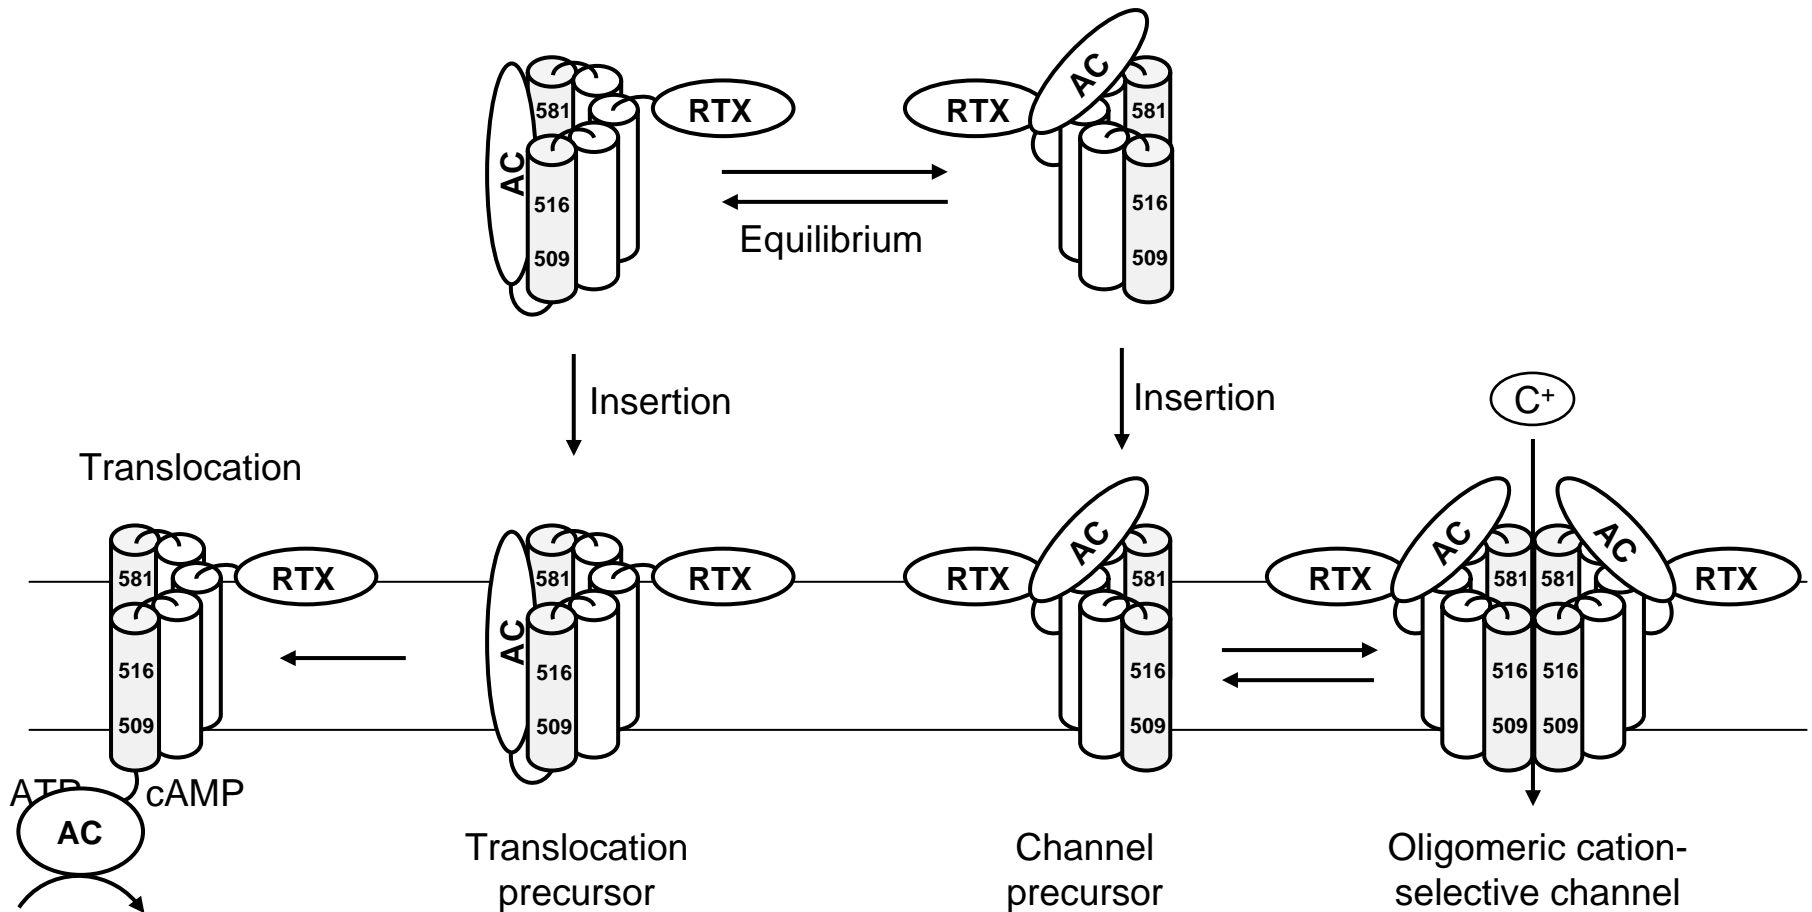 AC
581
516
509
RTX
Equilibrium
RTX
AC
581
516
509
Insertion
Insertion
C+
Translocation
581
516
509
RTX
AC
581
516
509
RTX
RTX
AC
581
516
509
RTX
AC
581 581
516 516
509 509
AC
RTX
ATP
cAMP
AC
Translocation
precursor
Channel
precursor
Oligomeric cation-
selective channel